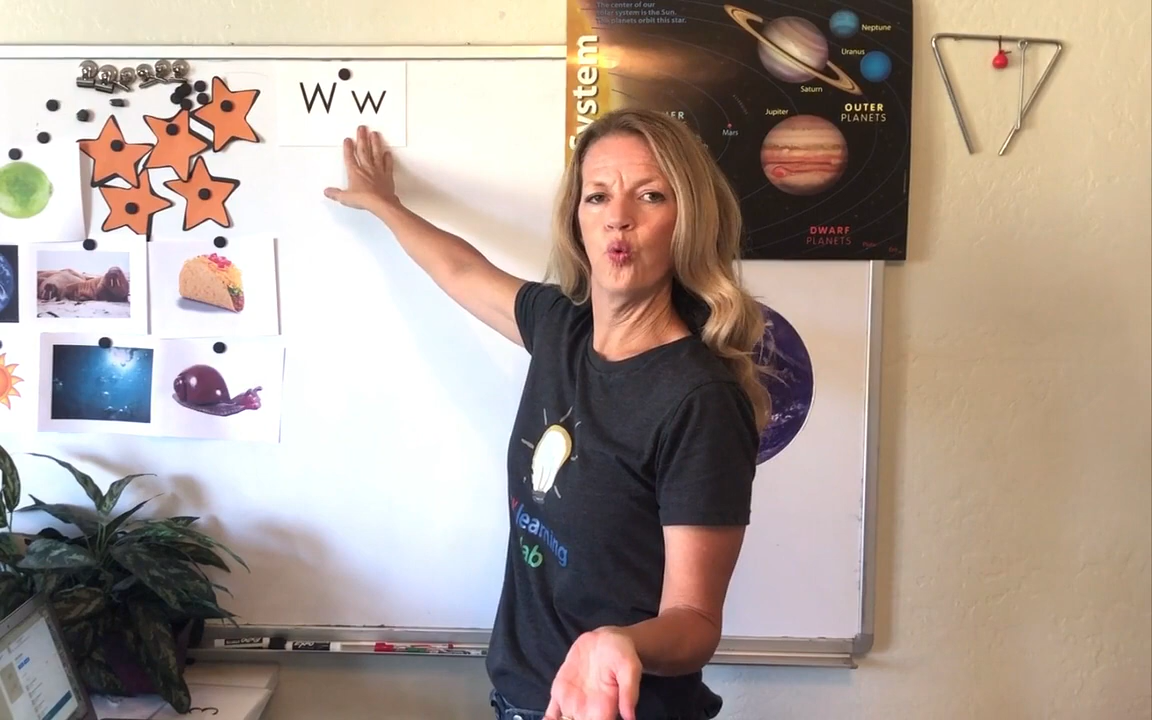 W w
The center of our
solar system is the Sun.
The planets orbit this star.
System
Neptune
Uranus
Saturn
Jupiter
OUTER
PLANETS
Mars
DWARF
PLANETS
learning
lab